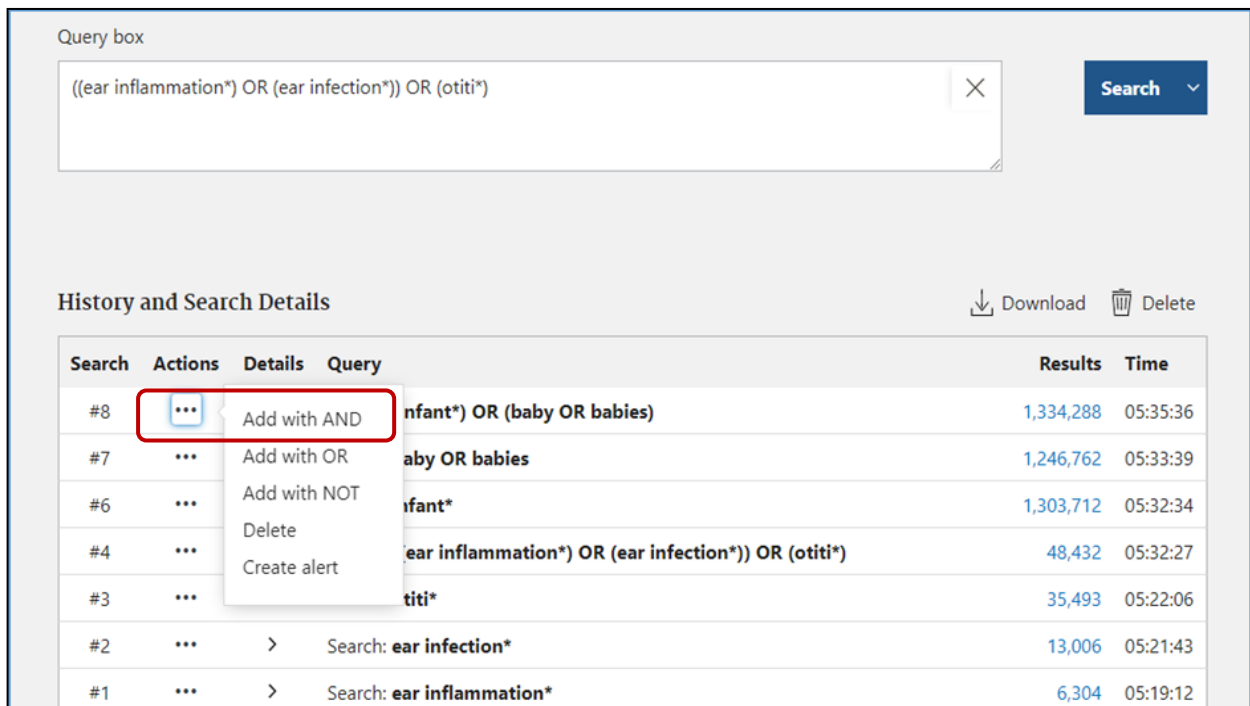 Query box
((ear inflammation*) OR (ear infection*)) OR (otiti*)
Search
History and Search Details
Download Delete
Search Actions Details Query Results Time
#8 ••• Add with AND nfant*) OR (baby OR babies) 1,334,288 05:35:36
#7 ••• Add with OR aby OR babies 1,246,762 05:33:39
Add with NOT
#6 ••• nfant* 1,303,712 05:32:34
Delete
#4 ••• ear inflammation*) OR (ear infection*)) OR (otiti*) 48,432 05:32:27
Create alert
#3 ••• titi* 35,493 05:22:06
#2 ••• > Search: ear infection* 13,006 05:21:43
#1 ••• > Search: ear inflammation* 6,304 05:19:12